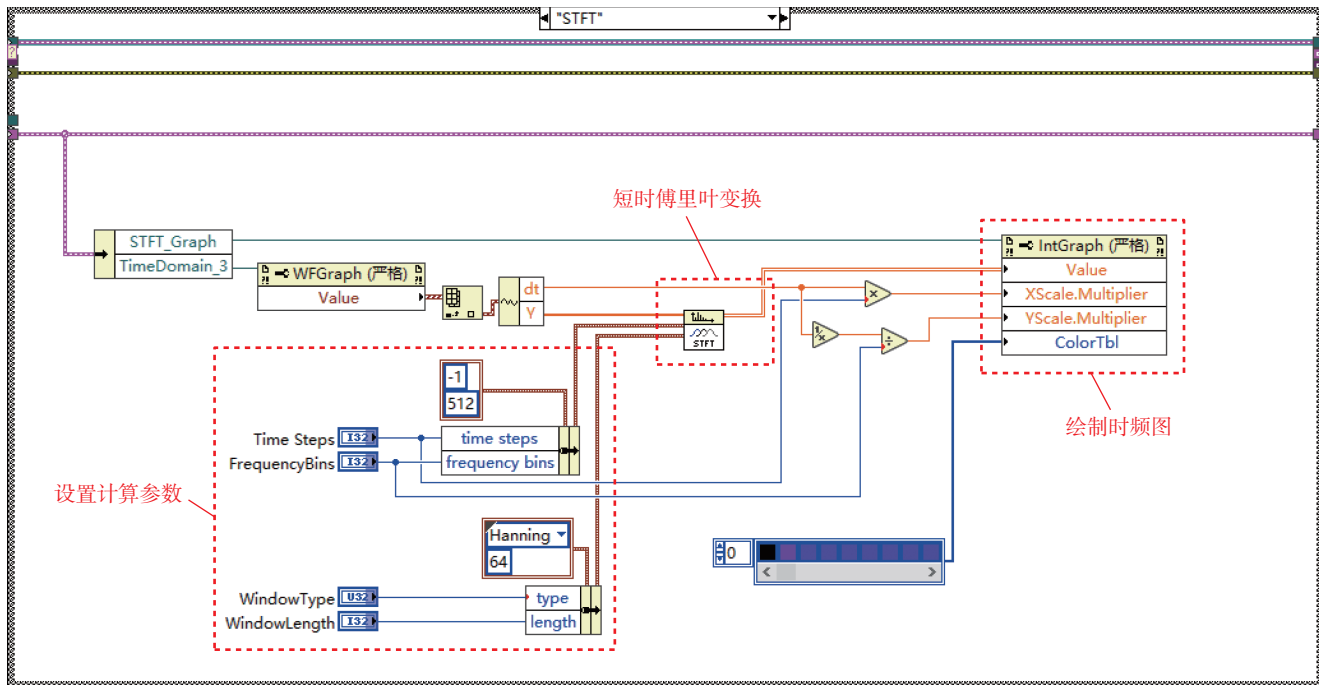 "STFT"
?
短时傅里叶变换
STFT_Graph
TimeDomain_3
WFGraph (严格)
Value
dt
Y
STFT
x
1/x
÷
IntGraph (严格)
Value
XScale.Multiplier
YScale.Multiplier
ColorTbl
绘制时频图
-1
512
Time Steps
I32
FrequencyBins
I32
time steps
frequency bins
设置计算参数
Hanning
64
WindowType
U32
WindowLength
I32
type
length
0